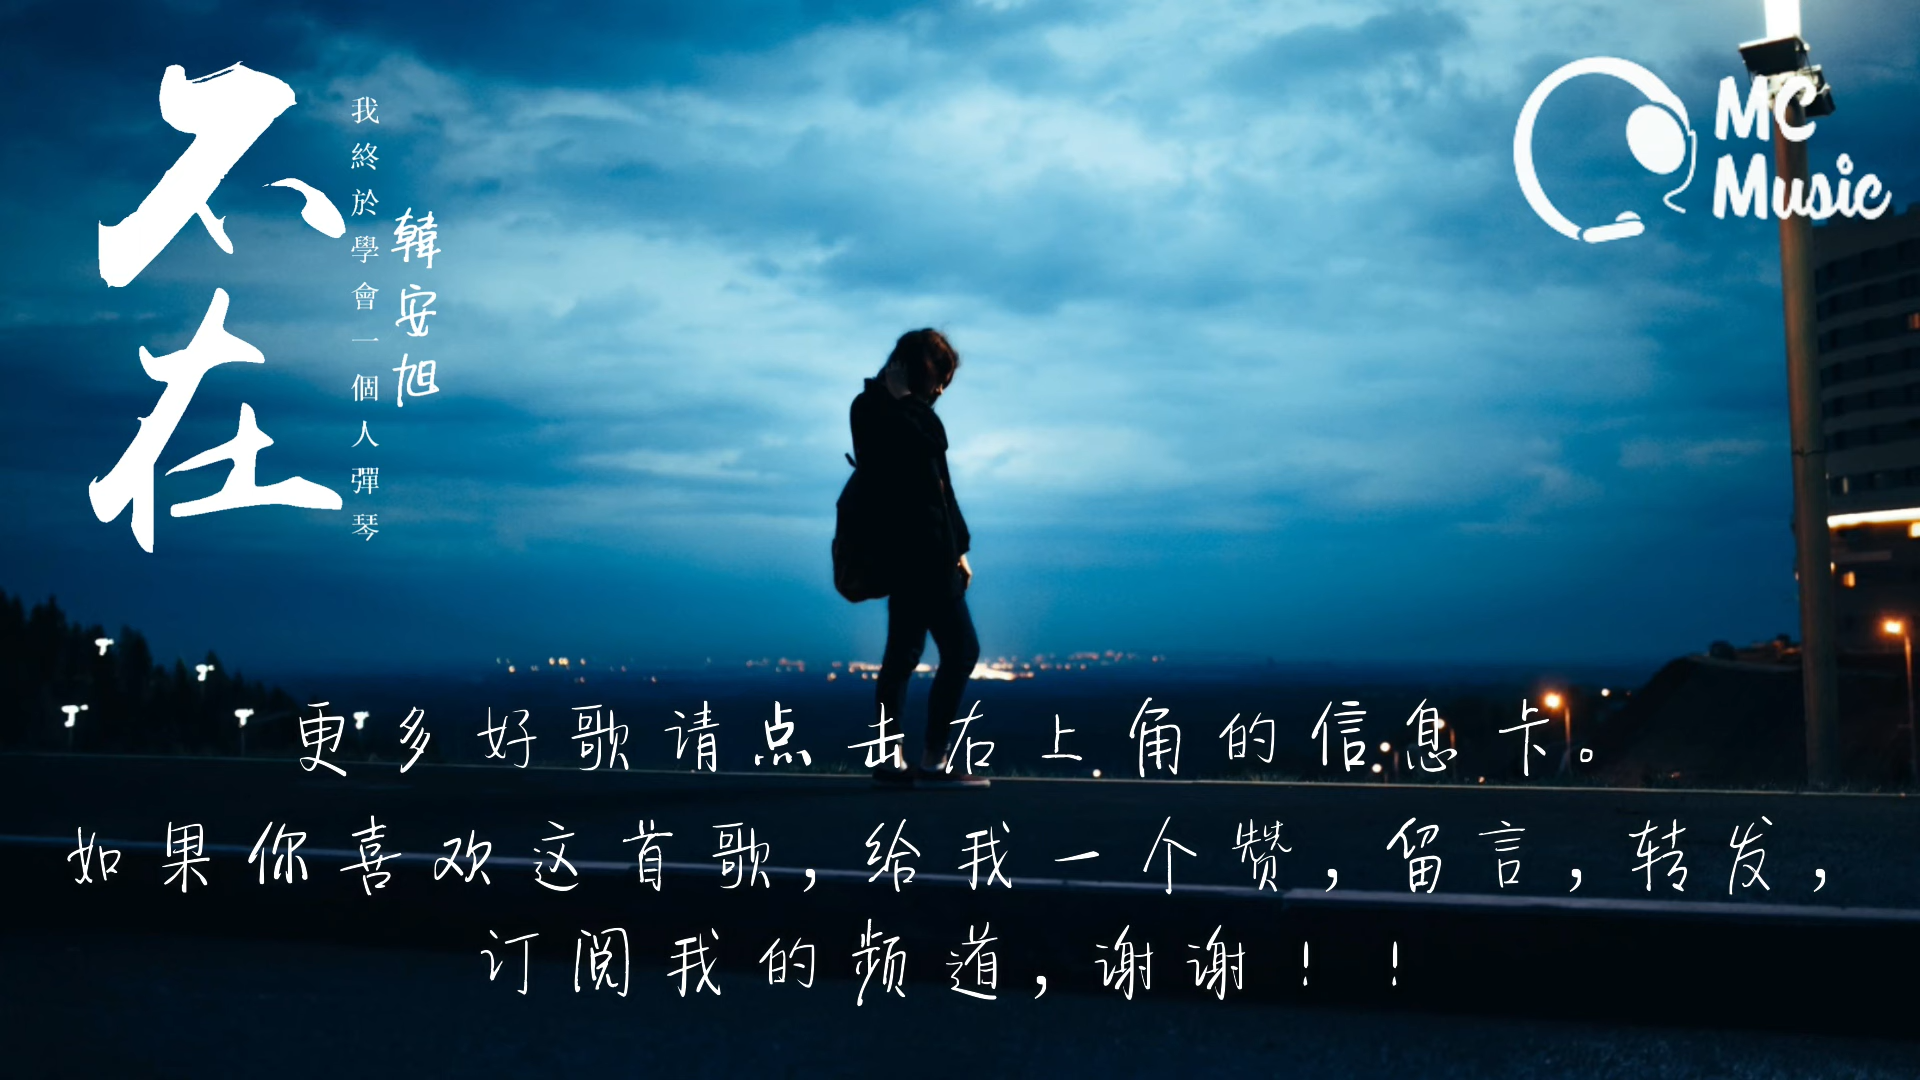 不在
我終於學會一個人彈琴
韓安旭
MC
Music
更多好歌请点击右上角的信息卡。
如果你喜欢这首歌，给我一个赞，留言，转发，
订阅我的频道，谢谢！！